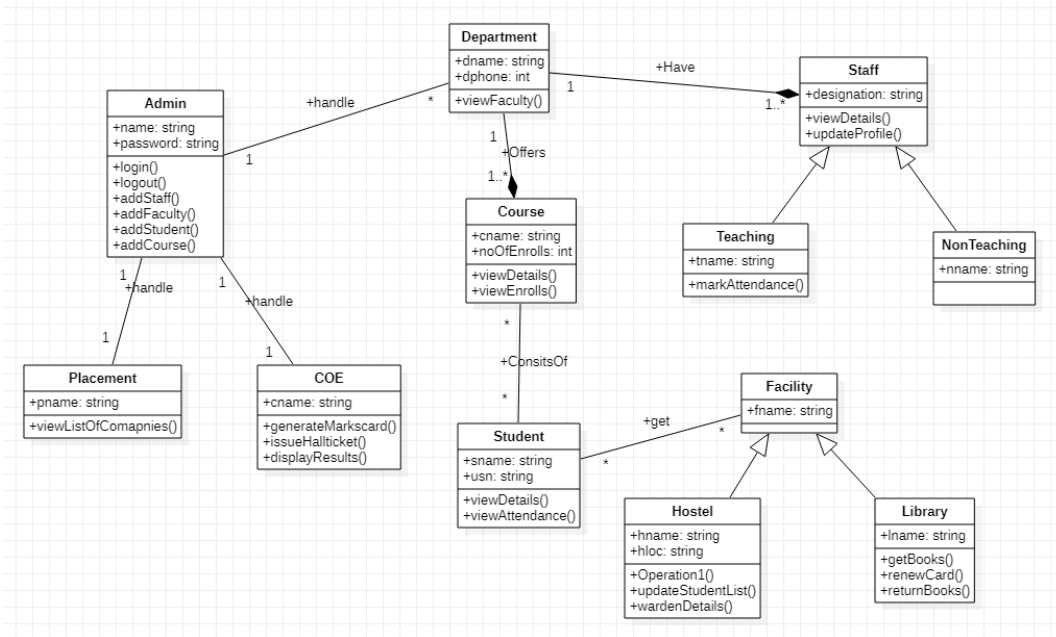 Department
+dname: string
+dphone: int
+viewFaculty()
+Have
1
1..*
Staff
+designation: string
+viewDetails()
+updateProfile()
Admin
+name: string
+password: string
+login()
+logout()
+addStaff()
+addFaculty()
+addStudent()
+addCourse()
+handle
*
1
1
+Offers
1..*
Course
+cname: string
+noOfEnrolls: int
+viewDetails()
+viewEnrolls()
Teaching
+tname: string
+markAttendance()
NonTeaching
+nname: string
1
+handle
1
1
+handle
1
*
+ConsitsOf
*
Placement
+pname: string
+viewListOfComapnies()
COE
+cname: string
+generateMarkscard()
+issueHallticket()
+displayResults()
Student
+sname: string
+usn: string
+viewDetails()
+viewAttendance()
+get
*
*
Facility
+fname: string
Hostel
+hname: string
+hloc: string
+Operation1()
+updateStudentList()
+wardenDetails()
Library
+lname: string
+getBooks()
+renewCard()
+returnBooks()